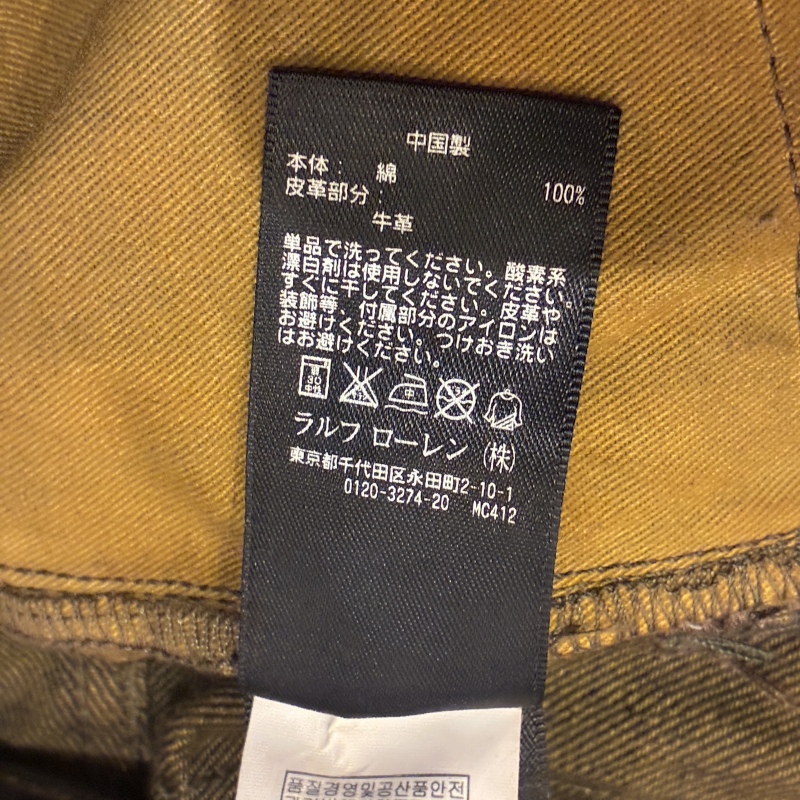 中国製
本体: 綿 100%
皮革部分:
牛革
単品で洗ってください。酸素系
漂白剤は使用しないでください。
すぐに干してください。皮革や
装飾等、付属部分のアイロンは
お避けください。つけおき洗い
はお避けください。
30
中性
中
ラルフ ローレン (株)
東京都千代田区永田町2-10-1
0120-3274-20 MC412
품질경영및공산품안전